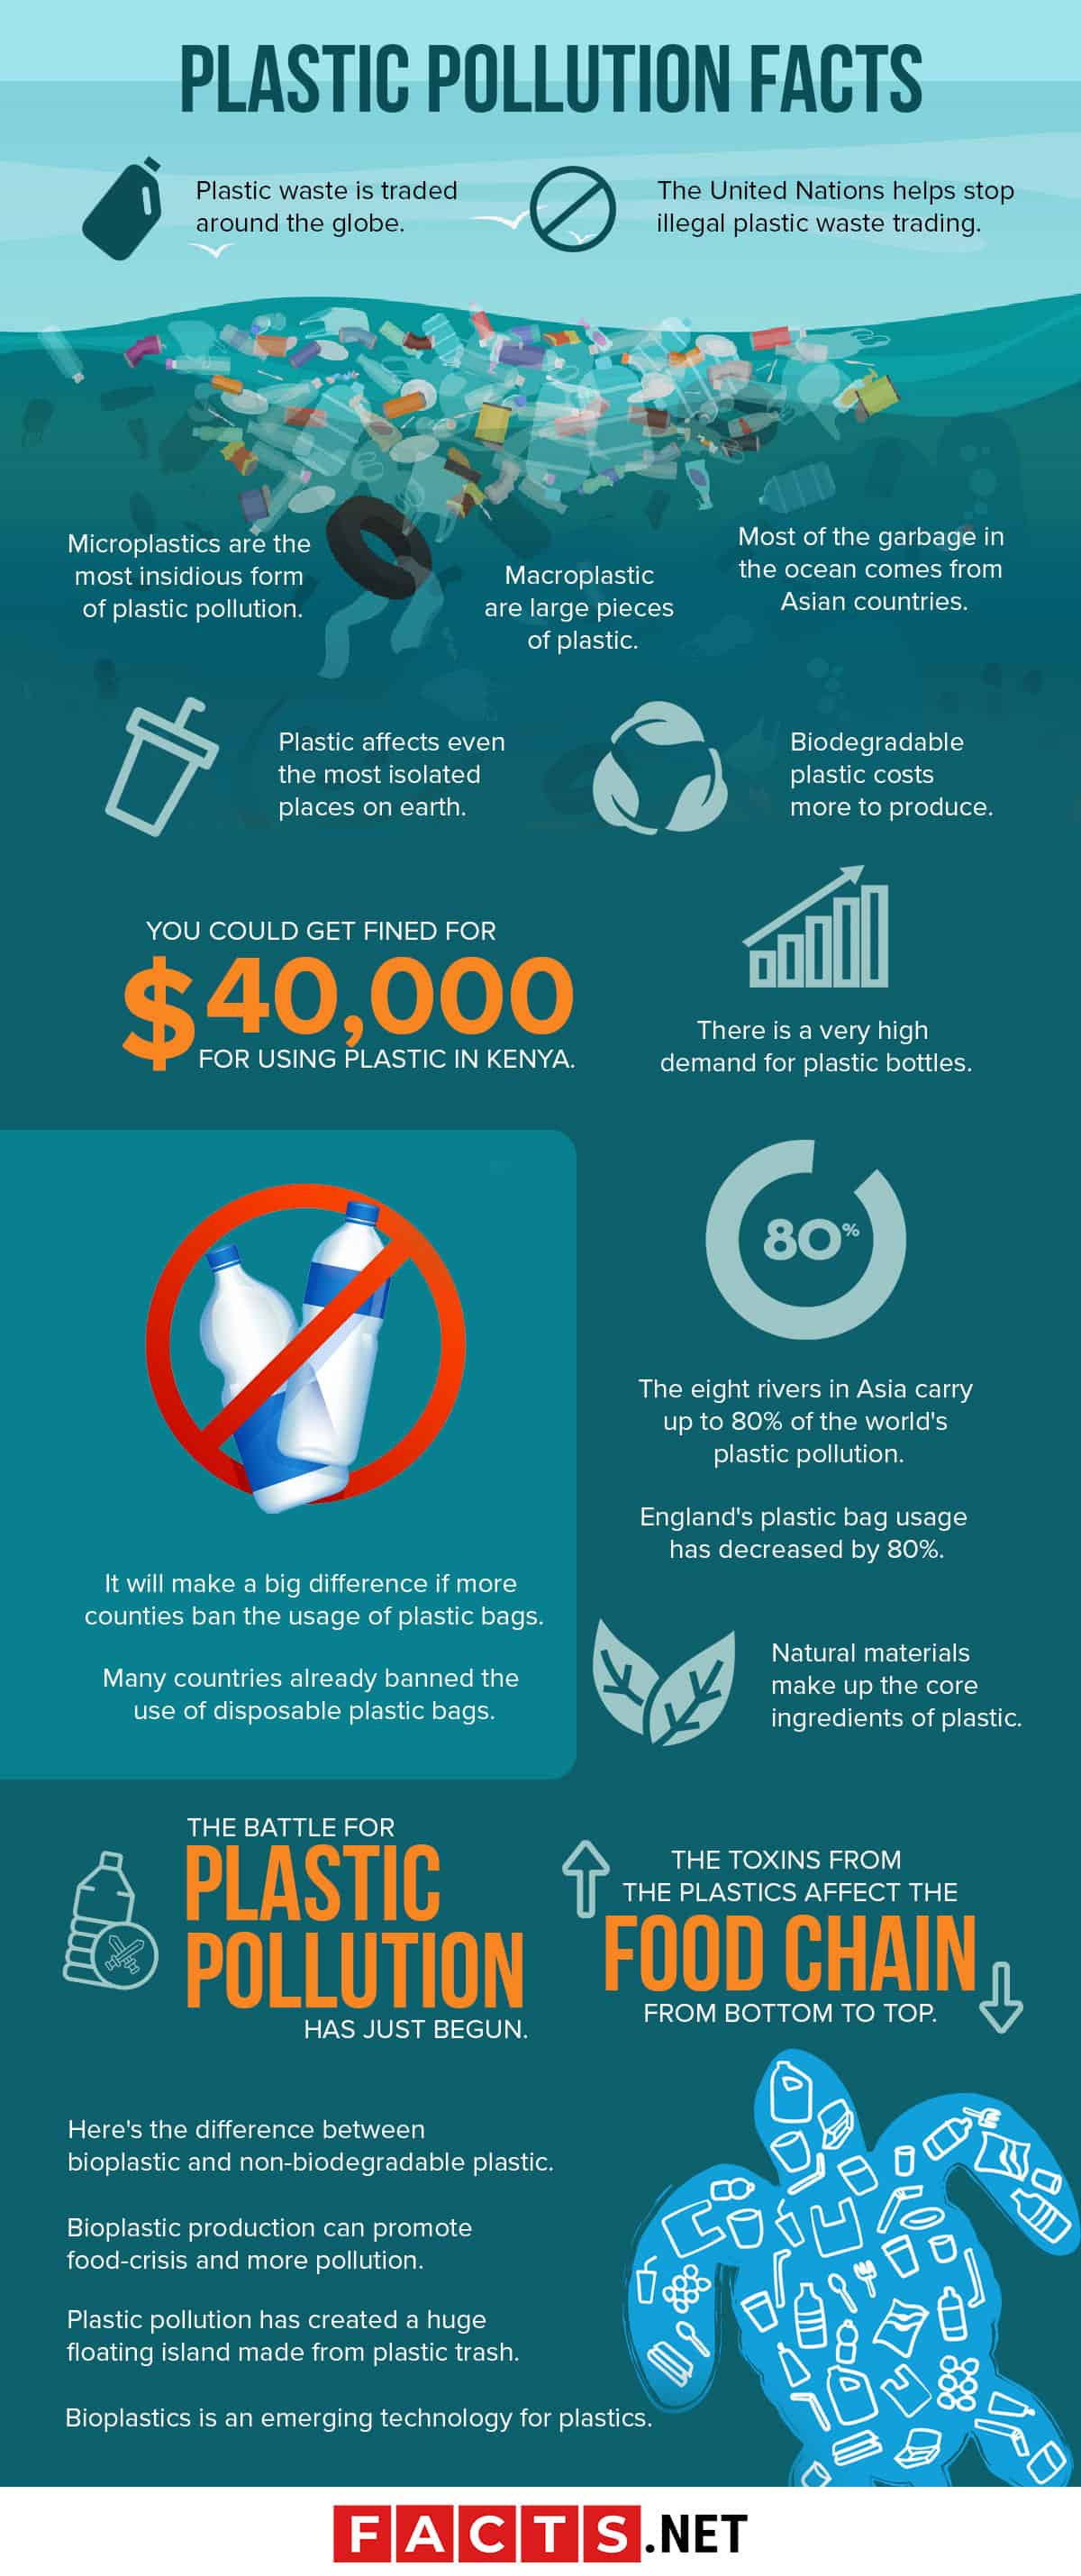 PLASTIC POLLUTION FACTS
Plastic waste is traded
around the globe.
The United Nations helps stop
illegal plastic waste trading.
Microplastics are the
most insidious form
of plastic pollution.
Macroplastic
are large pieces
of plastic.
Most of the garbage in
the ocean comes from
Asian countries.
Plastic affects even
the most isolated
places on earth.
Biodegradable
plastic costs
more to produce.
YOU COULD GET FINED FOR
$40,000
FOR USING PLASTIC IN KENYA.
There is a very high
demand for plastic bottles.
80%
The eight rivers in Asia carry
up to 80% of the world's
plastic pollution.
England's plastic bag usage
has decreased by 80%.
It will make a big difference if more
counties ban the usage of plastic bags.
Many countries already banned the
use of disposable plastic bags.
Natural materials
make up the core
ingredients of plastic.
THE BATTLE FOR
PLASTIC
POLLUTION
HAS JUST BEGUN.
THE TOXINS FROM
THE PLASTICS AFFECT THE
FOOD CHAIN
FROM BOTTOM TO TOP.
Here's the difference between
bioplastic and non-biodegradable plastic.
Bioplastic production can promote
food-crisis and more pollution.
Plastic pollution has created a huge
floating island made from plastic trash.
Bioplastics is an emerging technology for plastics.
FACTS.NET